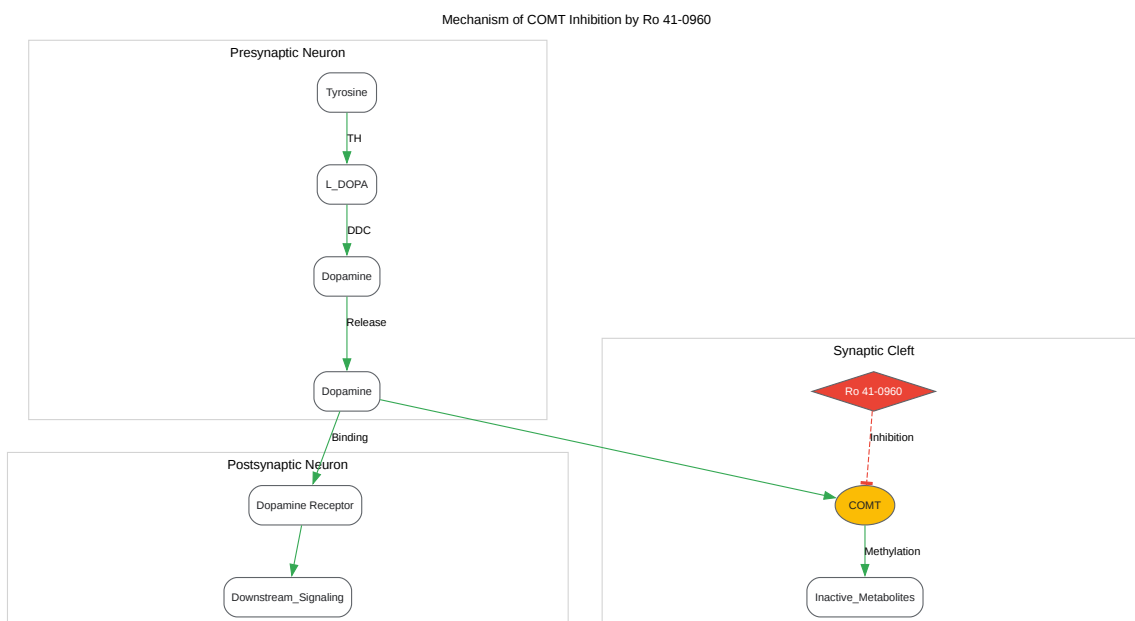 Mechanism of COMT Inhibition by Ro 41-0960
Presynaptic Neuron
Tyrosine
TH
L_DOPA
DDC
Dopamine
Release
Dopamine
Binding
Postsynaptic Neuron
Dopamine Receptor
Downstream_Signaling
Synaptic Cleft
Ro 41-0960
Inhibition
COMT
Methylation
Inactive_Metabolites